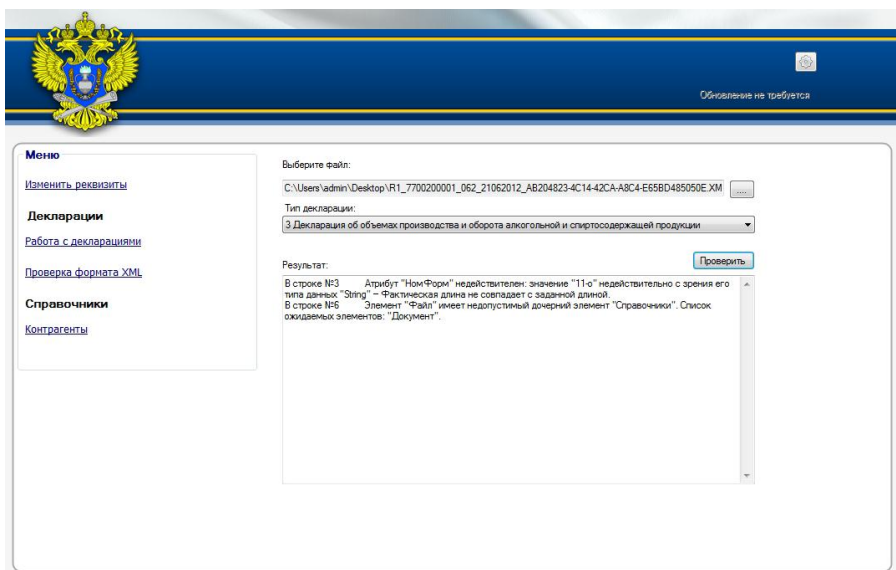 Обновление не требуется
Меню
Изменить реквизиты
Декларации
Работа с декларациями
Проверка формата XML
Справочники
Контрагенты
Выберите файл:
C:\Users\admin\Desktop\R1_7700200001_062_21062012_AB204823-4C14-42CA-A8C4-E65BD485050E.XM
....
Тип декларации:
3 Декларация об объемах производства и оборота алкогольной и спиртосодержащей продукции
Проверить
Результат:
В строке №3 Атрибут "НомФорм" недействителен: значение "11-о" недействительно с зрения его
типа данных "String" – Фактическая длина не совпадает с заданной длиной.
В строке №6 Элемент "Файл" имеет недопустимый дочерний элемент "Справочники". Список
ожидаемых элементов: "Документ".